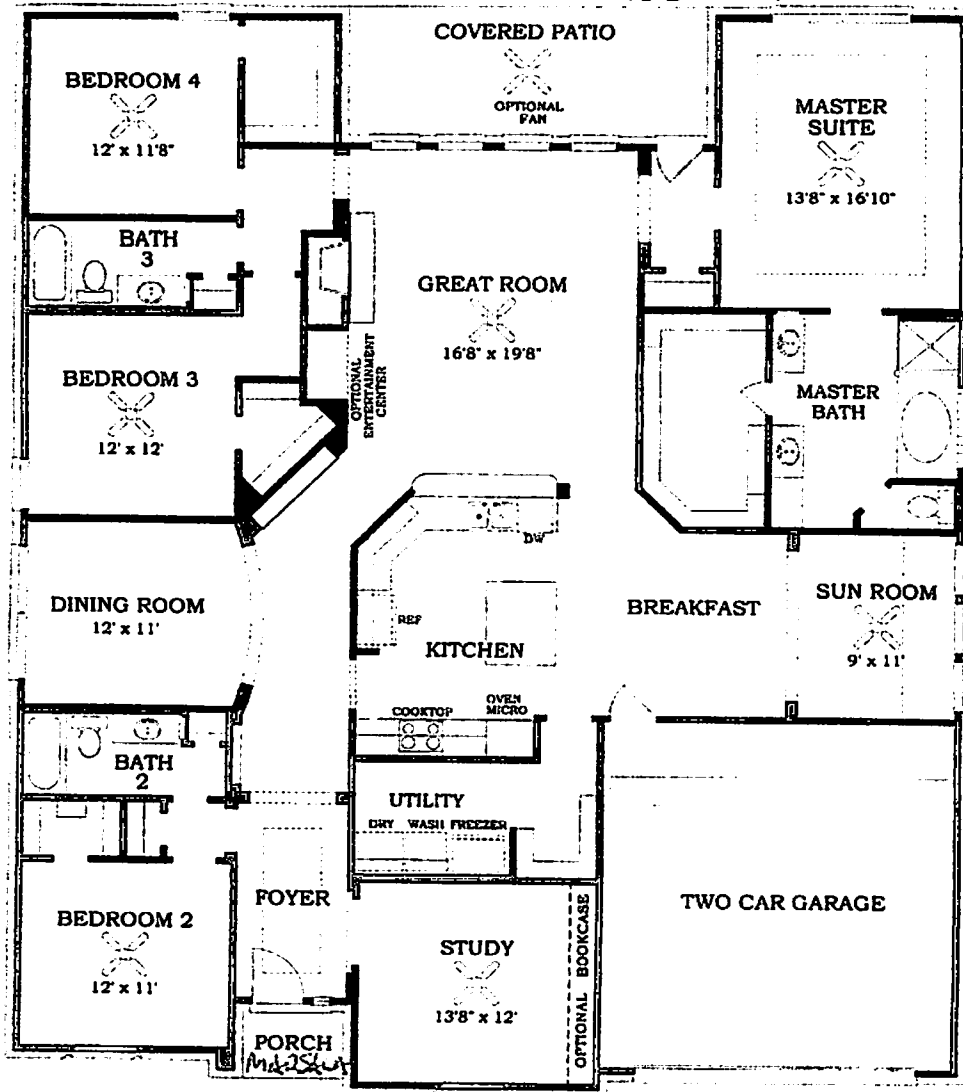 COVERED PATIO
OPTIONAL
FAN
BEDROOM 4
12' x 11'8"
MASTER
SUITE
13'8" x 16'10"
BATH
3
GREAT ROOM
16'8" x 19'8"
BEDROOM 3
12' x 12'
OPTIONAL
ENTERTAINMENT
CENTER
MASTER
BATH
DW
DINING ROOM
12' x 11'
REF
KITCHEN
BREAKFAST
SUN ROOM
9' x 11'
COOKTOP
OVEN
MICRO
BATH
2
UTILITY
DRY WASH FREEZER
FOYER
BEDROOM 2
12' x 11'
STUDY
13'8" x 12'
OPTIONAL BOOKCASE
TWO CAR GARAGE
PORCH